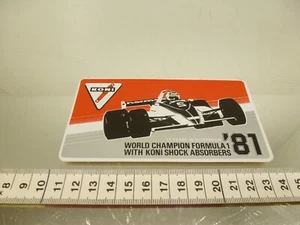 KONI
'81
WORLD CHAMPION FORMULA 1
WITH KONI SHOCK ABSORBERS
8 9 10 11 12 13 14 15 16 17 18 19 20 21 22 23 24 25